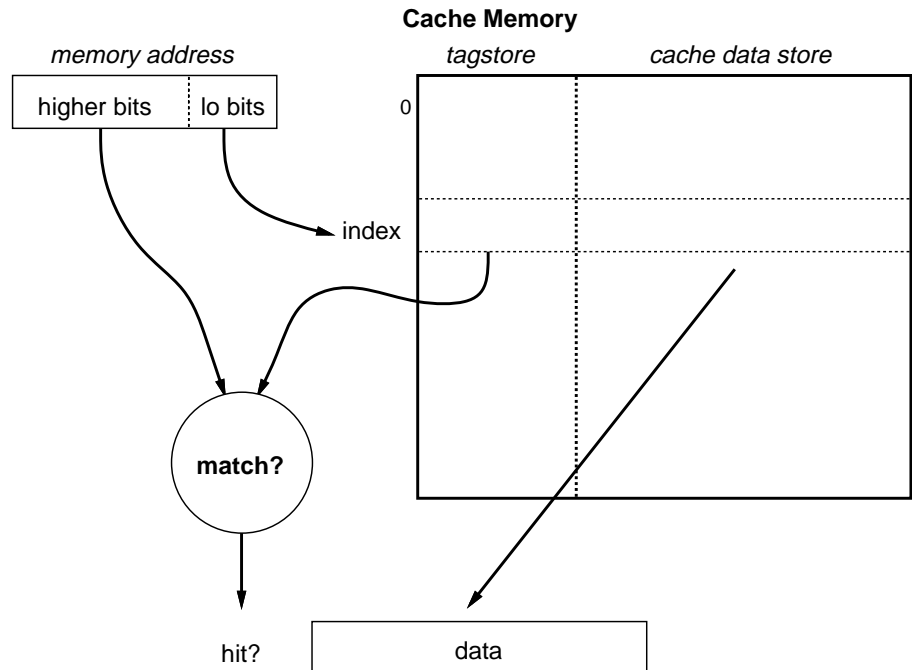 Cache Memory
memory address
tagstore
cache data store
higher bits
lo bits
0
index
match?
hit?
data